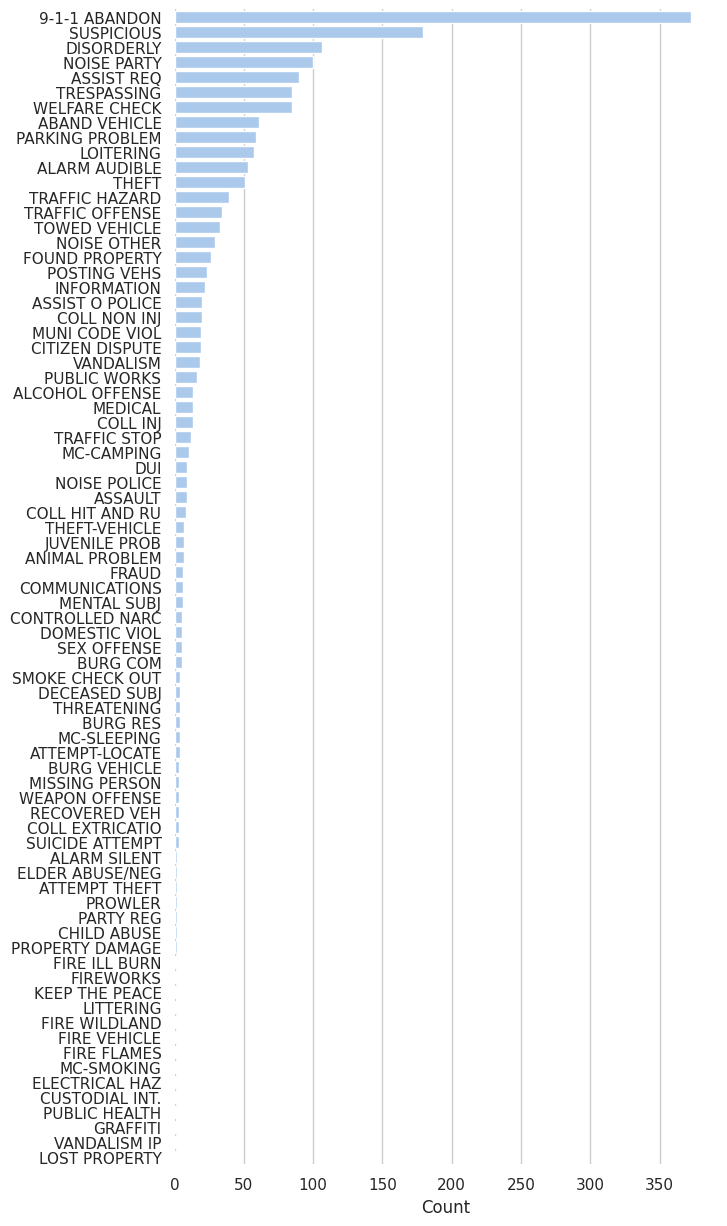 9-1-1 ABANDON
SUSPICIOUS
DISORDERLY
NOISE PARTY
ASSIST REQ
TRESPASSING
WELFARE CHECK
ABAND VEHICLE
PARKING PROBLEM
LOITERING
ALARM AUDIBLE
THEFT
TRAFFIC HAZARD
TRAFFIC OFFENSE
TOWED VEHICLE
NOISE OTHER
FOUND PROPERTY
POSTING VEHS
INFORMATION
ASSIST O POLICE
COLL NON INJ
MUNI CODE VIOL
CITIZEN DISPUTE
VANDALISM
PUBLIC WORKS
ALCOHOL OFFENSE
MEDICAL
COLL INJ
TRAFFIC STOP
MC-CAMPING
DUI
NOISE POLICE
ASSAULT
COLL HIT AND RU
THEFT-VEHICLE
JUVENILE PROB
ANIMAL PROBLEM
FRAUD
COMMUNICATIONS
MENTAL SUBJ
CONTROLLED NARC
DOMESTIC VIOL
SEX OFFENSE
BURG COM
SMOKE CHECK OUT
DECEASED SUBJ
THREATENING
BURG RES
MC-SLEEPING
ATTEMPT-LOCATE
BURG VEHICLE
MISSING PERSON
WEAPON OFFENSE
RECOVERED VEH
COLL EXTRICATIO
SUICIDE ATTEMPT
ALARM SILENT
ELDER ABUSE/NEG
ATTEMPT THEFT
PROWLER
PARTY REG
CHILD ABUSE
PROPERTY DAMAGE
FIRE ILL BURN
FIREWORKS
KEEP THE PEACE
LITTERING
FIRE WILDLAND
FIRE VEHICLE
FIRE FLAMES
MC-SMOKING
ELECTRICAL HAZ
CUSTODIAL INT.
PUBLIC HEALTH
GRAFFITI
VANDALISM IP
LOST PROPERTY
0 50 100 150 200 250 300 350
Count